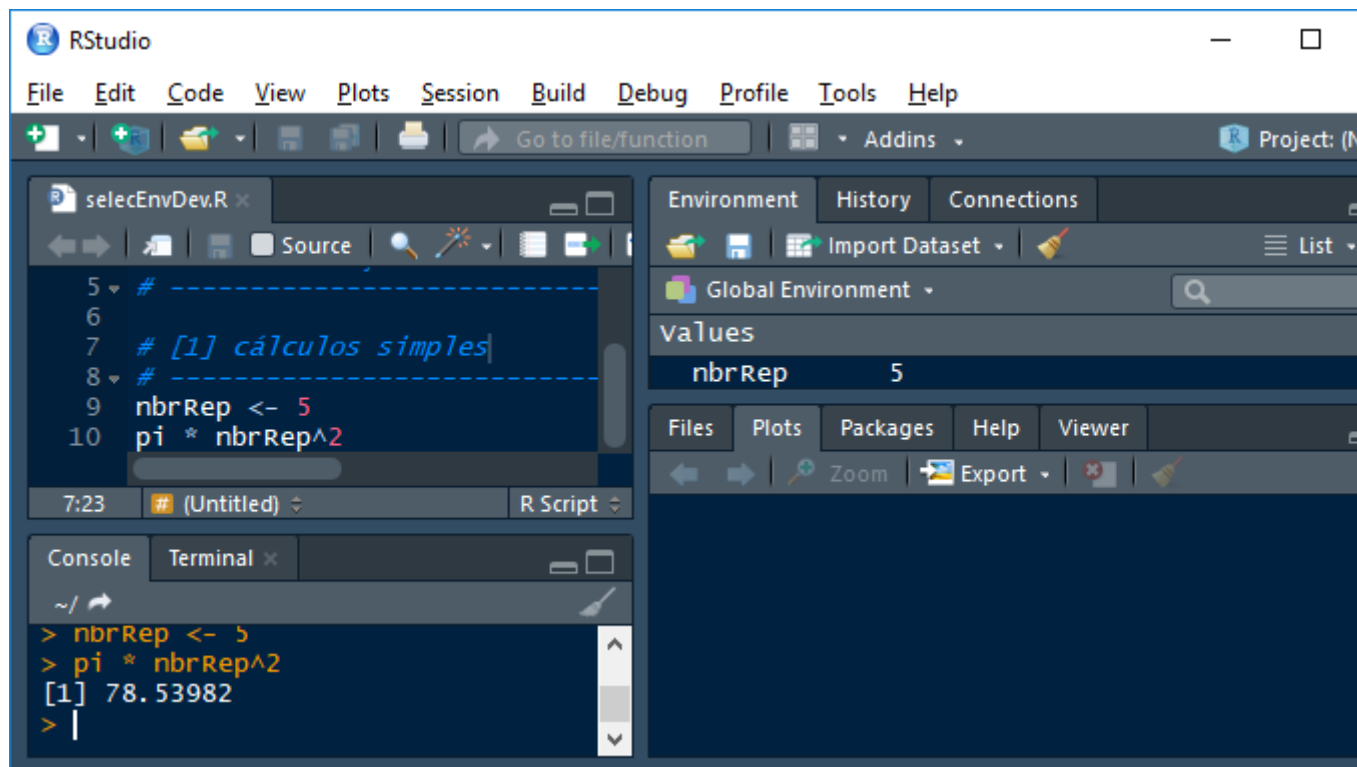 RStudio
File Edit Code View Plots Session Build Debug Profile Tools Help
Go to file/function Addins Project: (N
selecEnvDev.R
Source
5 # ---------------------------
6
7 # [1] cálculos simples
8 # ---------------------------
9 nbrRep <- 5
10 pi * nbrRep^2
7:23 # (Untitled) R Script
Console Terminal
~/
> nbrRep <- 5
> pi * nbrRep^2
[1] 78.53982
>
Environment History Connections
Import Dataset List
Global Environment
Values
nbrRep 5
Files Plots Packages Help Viewer
Zoom Export